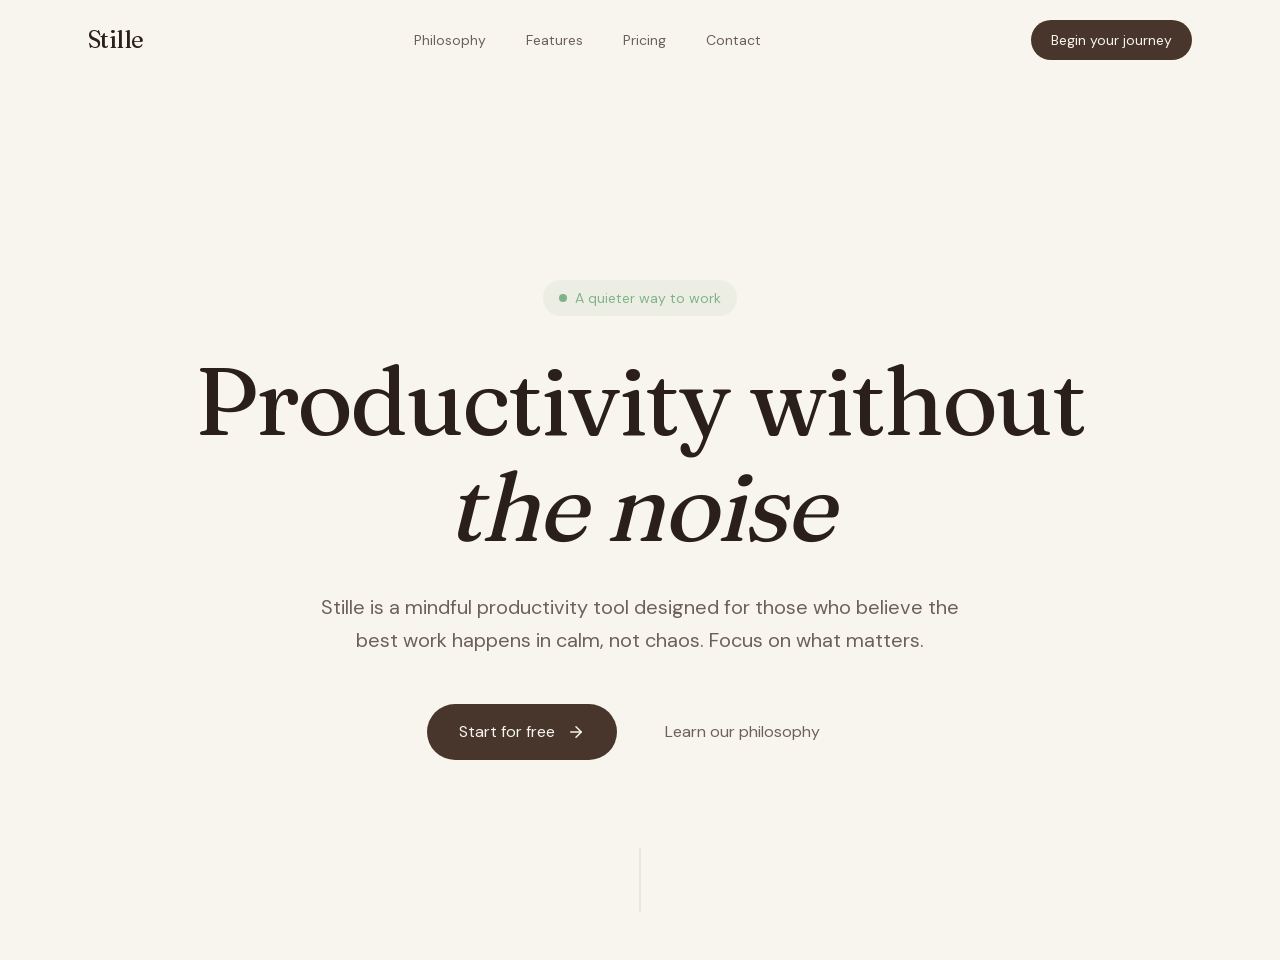 Stille
Philosophy
Features
Pricing
Contact
Begin your journey
A quieter way to work
Productivity without
the noise
Stille is a mindful productivity tool designed for those who believe the
best work happens in calm, not chaos. Focus on what matters.
Start for free
Learn our philosophy